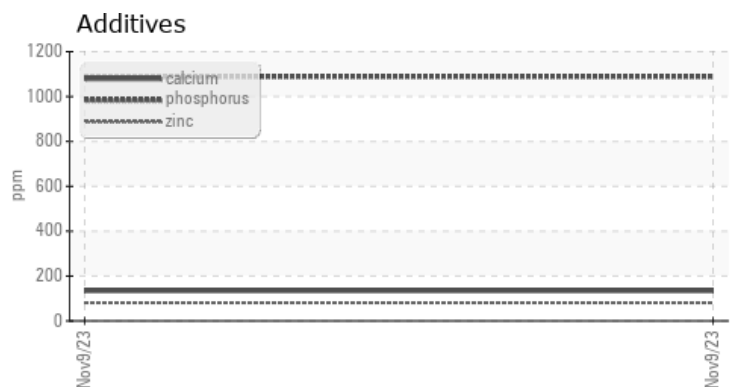 Additives
1200
1000
800
600
400
200
0
ppm
calcium
phosphorus
zinc
Nov9/23
Nov9/23